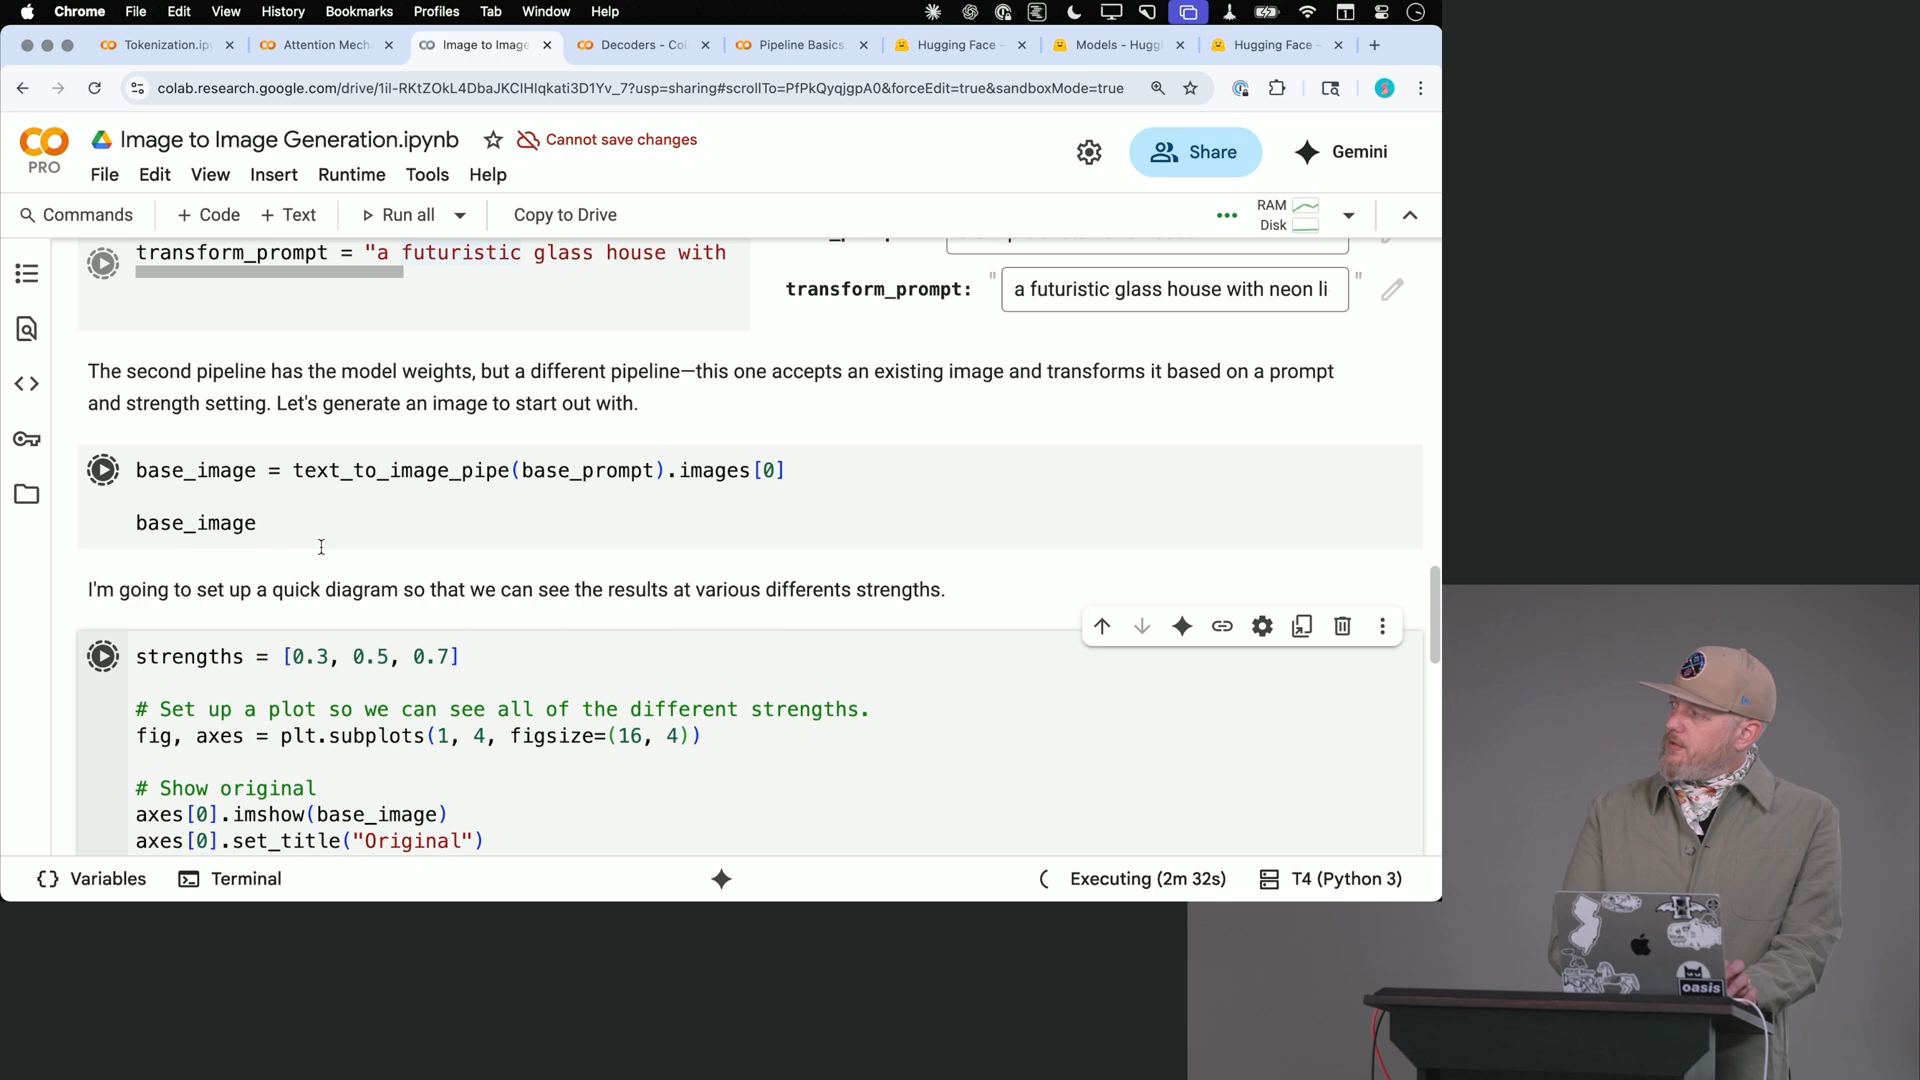 Chrome File Edit View History Bookmarks Profiles Tab Window Help
Tokenization.ip
Attention Mech
Image to Image
Decoders - Col
Pipeline Basics.
Hugging Face -
Models - Huggi
Hugging Face -
colab.research.google.com/drive/1il-RKtZOkL4DbaJKClHlqkati3D1Yv_7?usp=sharing#scrollTo=PfPkQyqjgpA0&forceEdit=true&sandboxMode=true
CO
PRO
Image to Image Generation.ipynb
Cannot save changes
Share
Gemini
File Edit View Insert Runtime Tools Help
Commands + Code + Text Run all Copy to Drive
RAM
Disk
transform_prompt = "a futuristic glass house with
transform_prompt: " a futuristic glass house with neon li "
The second pipeline has the model weights, but a different pipeline—this one accepts an existing image and transforms it based on a prompt
and strength setting. Let's generate an image to start out with.
base_image = text_to_image_pipe(base_prompt).images[0]
base_image
I'm going to set up a quick diagram so that we can see the results at various differents strengths.
strengths = [0.3, 0.5, 0.7]
# Set up a plot so we can see all of the different strengths.
fig, axes = plt.subplots(1, 4, figsize=(16, 4))
# Show original
axes[0].imshow(base_image)
axes[0].set_title("Original")
{} Variables
Terminal
Executing (2m 32s)
T4 (Python 3)
oasis